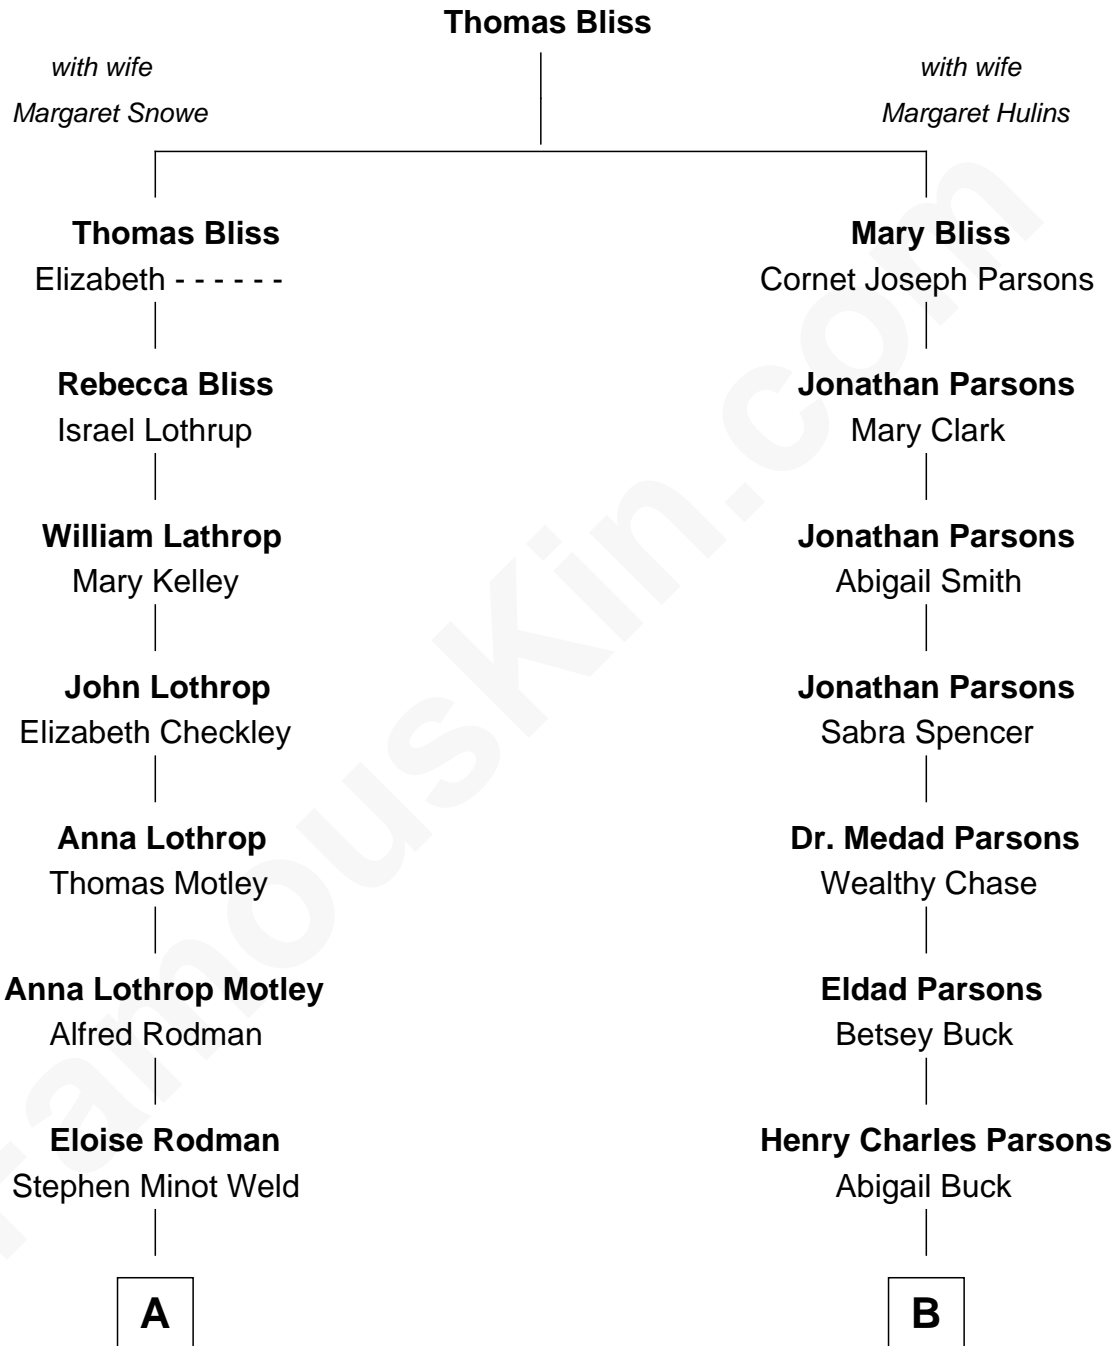 Thomas Bliss
with wife
Margaret Snowe
with wife
Margaret Hulins
Thomas Bliss
Elizabeth - - - - - -
Mary Bliss
Cornet Joseph Parsons
Rebecca Bliss
Israel Lothrup
Jonathan Parsons
Mary Clark
William Lathrop
Mary Kelley
Jonathan Parsons
Abigail Smith
John Lothrop
Elizabeth Checkley
Jonathan Parsons
Sabra Spencer
Anna Lothrop
Thomas Motley
Dr. Medad Parsons
Wealthy Chase
Anna Lothrop Motley
Alfred Rodman
Eldad Parsons
Betsey Buck
Eloise Rodman
Stephen Minot Weld
Henry Charles Parsons
Abigail Buck
A
B
FamousKin.com